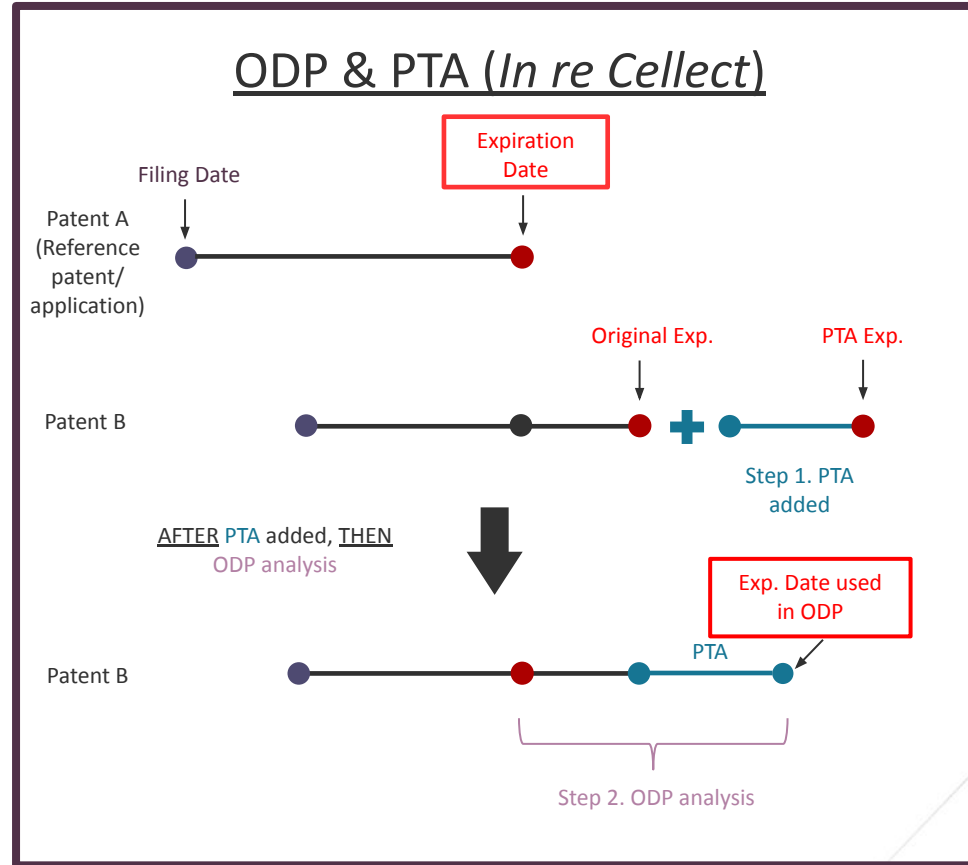 ODP & PTA (In re Cellect)
Expiration
Date
Filing Date
Patent A
(Reference
patent/
application)
Original Exp.
PTA Exp.
Patent B
Step 1. PTA
added
AFTER PTA added, THEN
ODP analysis
Exp. Date used
in ODP
PTA
Patent B
Step 2. ODP analysis